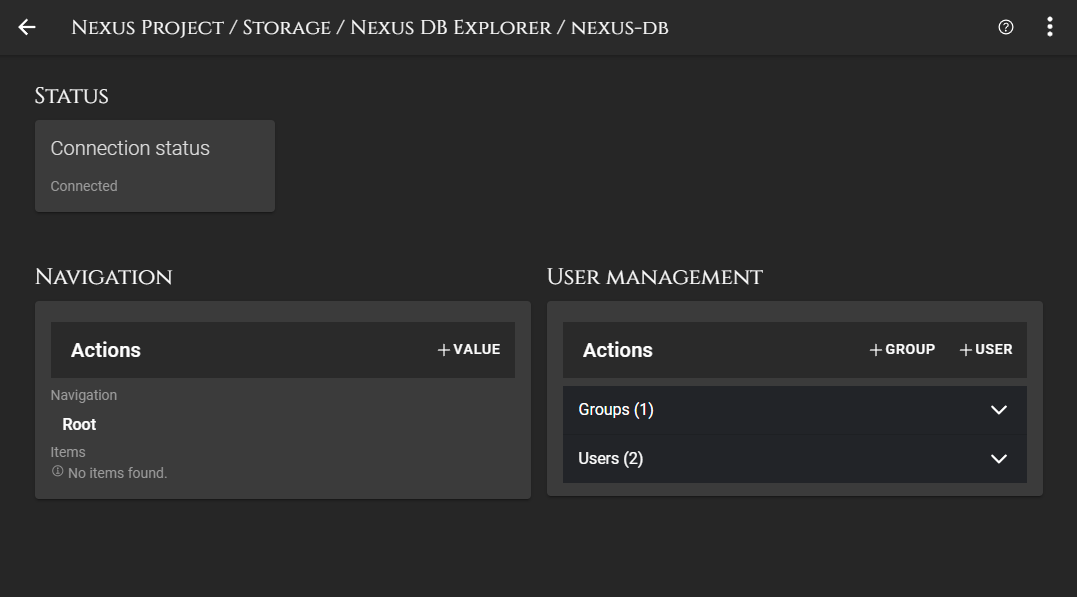 Nexus Project / Storage / Nexus DB Explorer / nexus-db
Status
Connection status
Connected
Navigation
Actions
+VALUE
Navigation
Root
Items
No items found.
User management
Actions
+GROUP +USER
Groups (1)
Users (2)